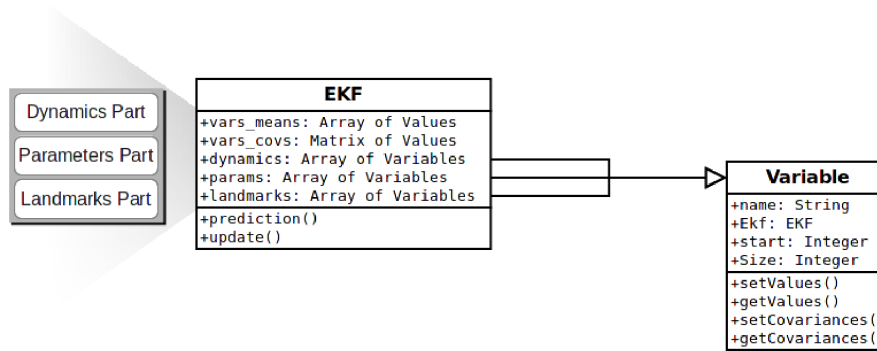 Dynamics Part
Parameters Part
Landmarks Part
EKF
+vars_means: Array of Values
+vars_covs: Matrix of Values
+dynamics: Array of Variables
+params: Array of Variables
+landmarks: Array of Variables
+prediction()
+update()
Variable
+name: String
+Ekf: EKF
+start: Integer
+Size: Integer
+setValues()
+getValues()
+setCovariances(
+getCovariances(